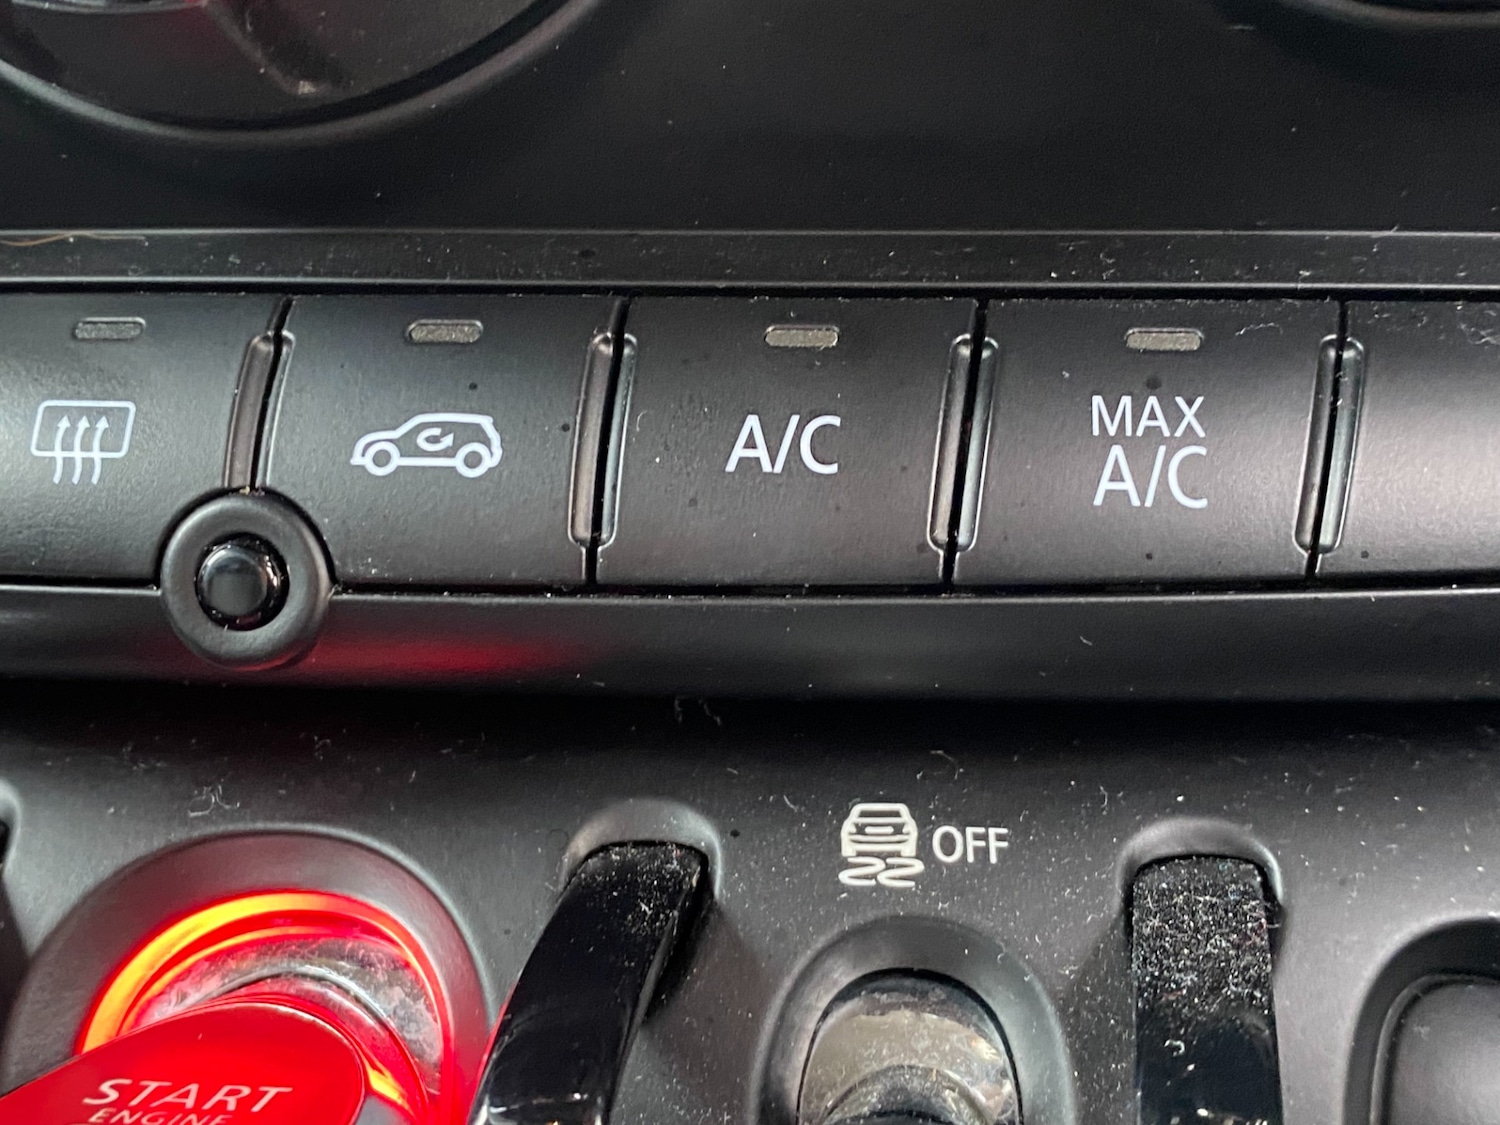 A/C
MAX
A/C
OFF
START
ENGINE